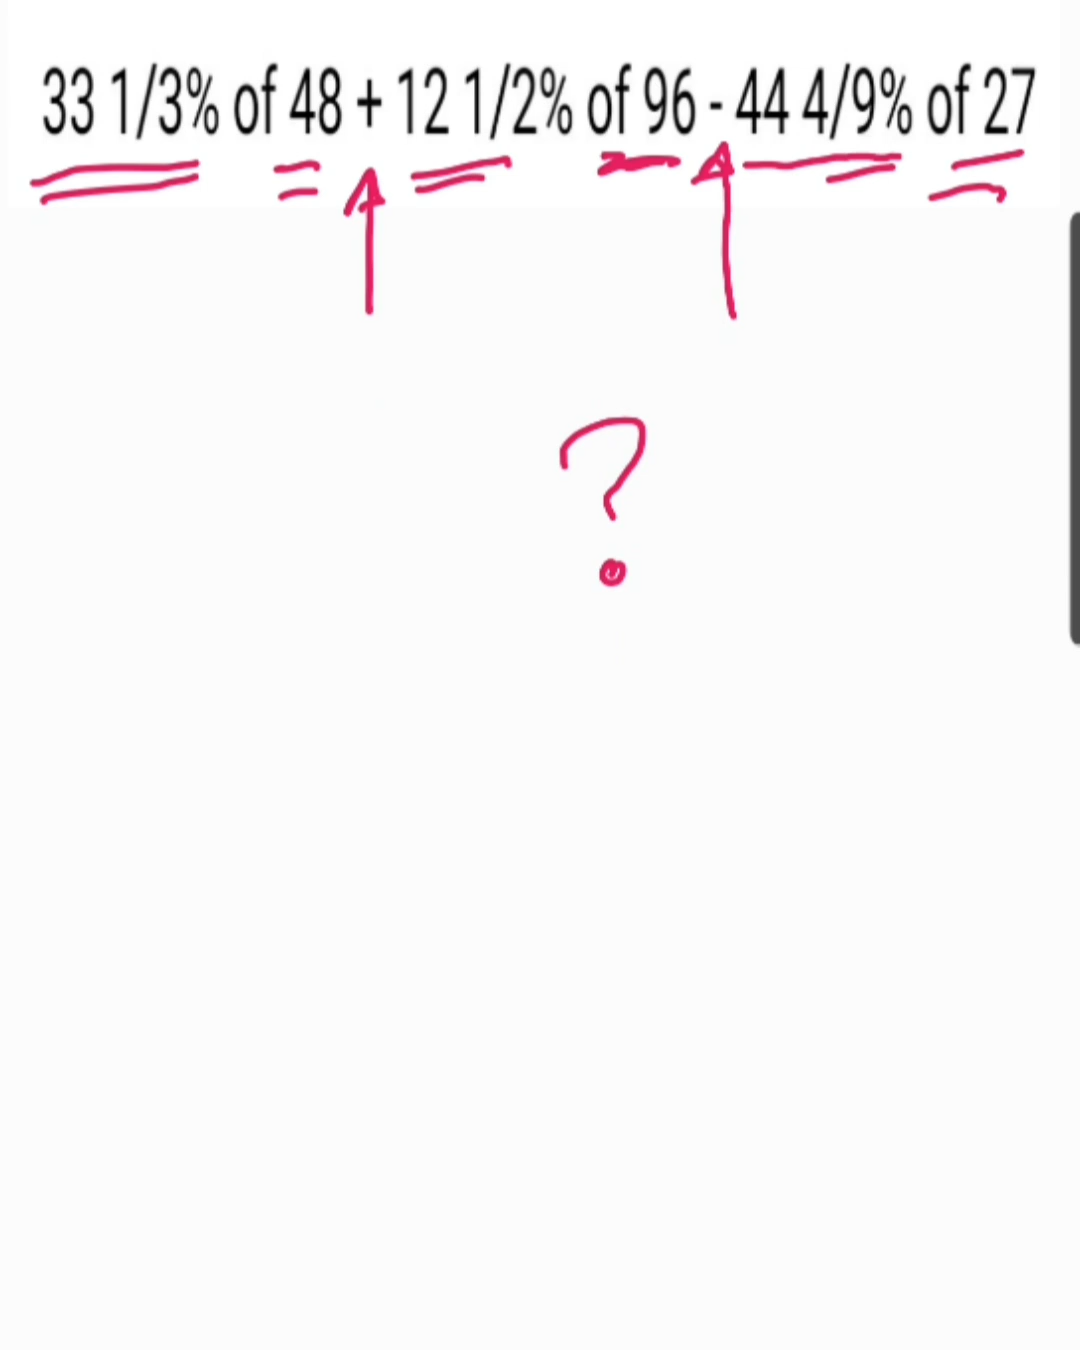 33 1/3% of 48 + 12 1/2% of 96 - 44 4/9% of 27
?